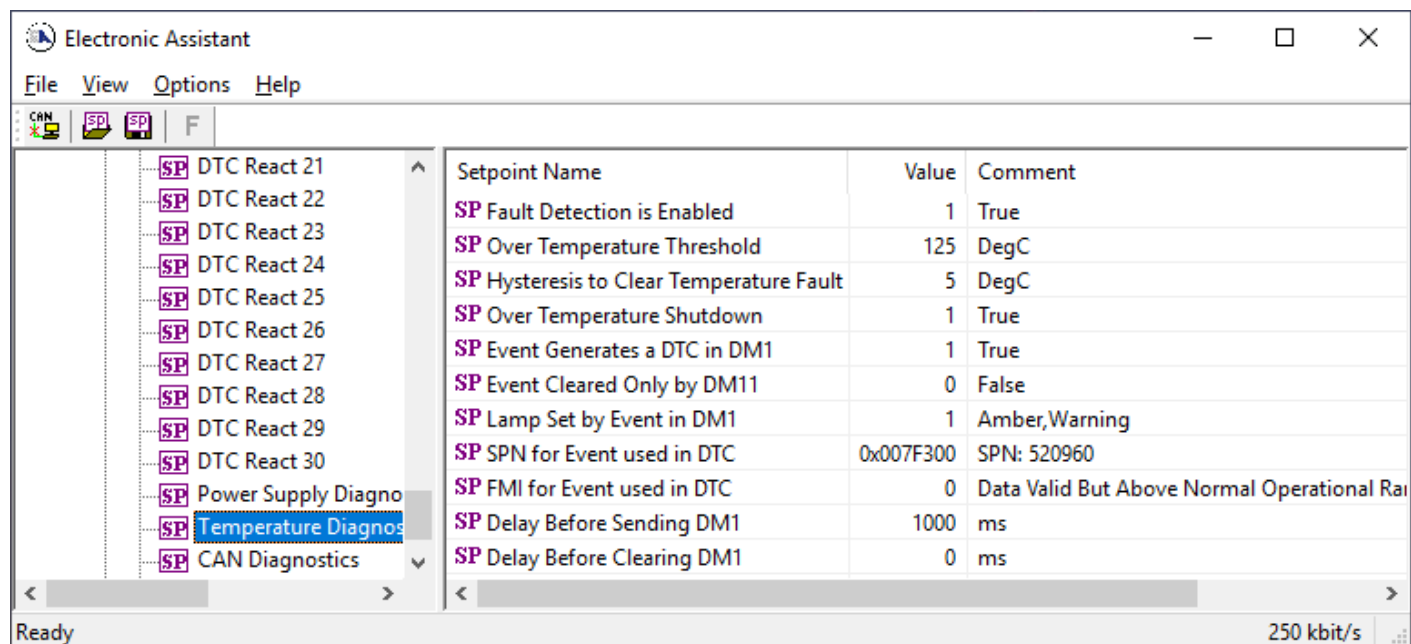 Electronic Assistant
File View Options Help
CAN SP SP F
SP DTC React 21
SP DTC React 22
SP DTC React 23
SP DTC React 24
SP DTC React 25
SP DTC React 26
SP DTC React 27
SP DTC React 28
SP DTC React 29
SP DTC React 30
SP Power Supply Diagno
SP Temperature Diagnos
SP CAN Diagnostics
Setpoint Name Value Comment
SP Fault Detection is Enabled 1 True
SP Over Temperature Threshold 125 DegC
SP Hysteresis to Clear Temperature Fault 5 DegC
SP Over Temperature Shutdown 1 True
SP Event Generates a DTC in DM1 1 True
SP Event Cleared Only by DM11 0 False
SP Lamp Set by Event in DM1 1 Amber,Warning
SP SPN for Event used in DTC 0x007F300 SPN: 520960
SP FMI for Event used in DTC 0 Data Valid But Above Normal Operational Ra
SP Delay Before Sending DM1 1000 ms
SP Delay Before Clearing DM1 0 ms
Ready 250 kbit/s